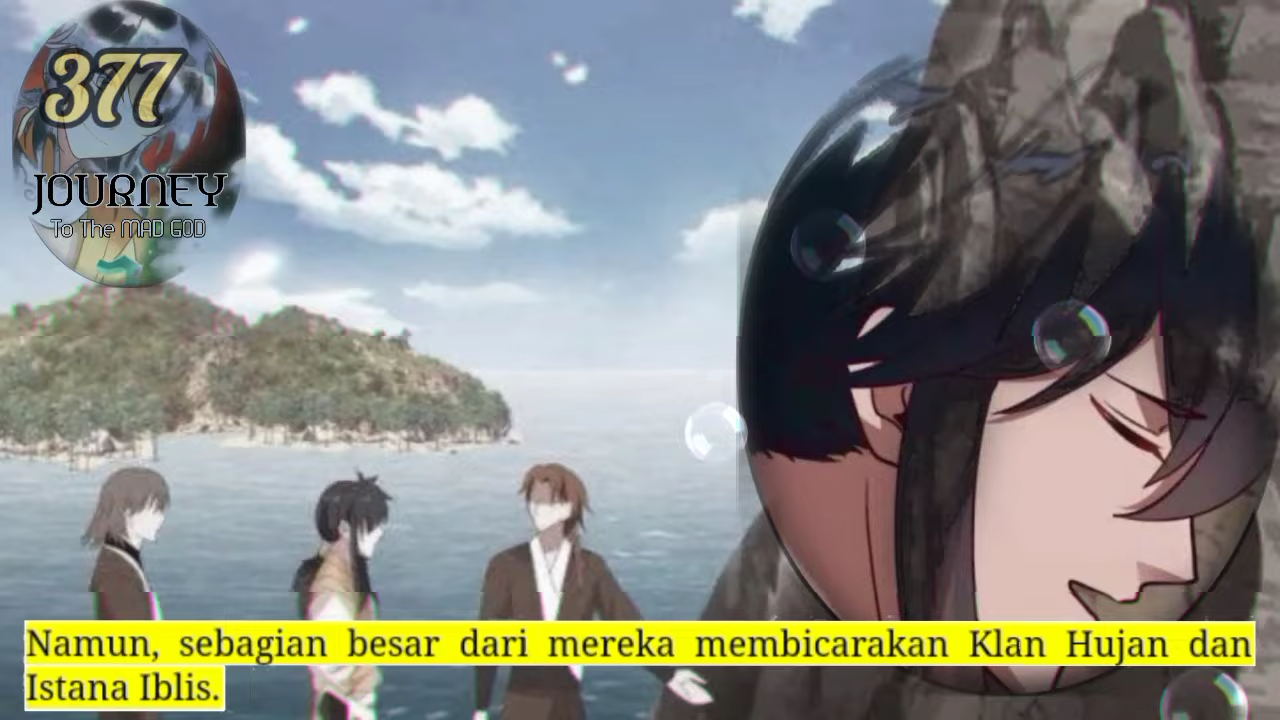 377
JOURNEY
To The MAD GOD
Namun, sebagian besar dari mereka membicarakan Klan Hujan dan
Istana Iblis.